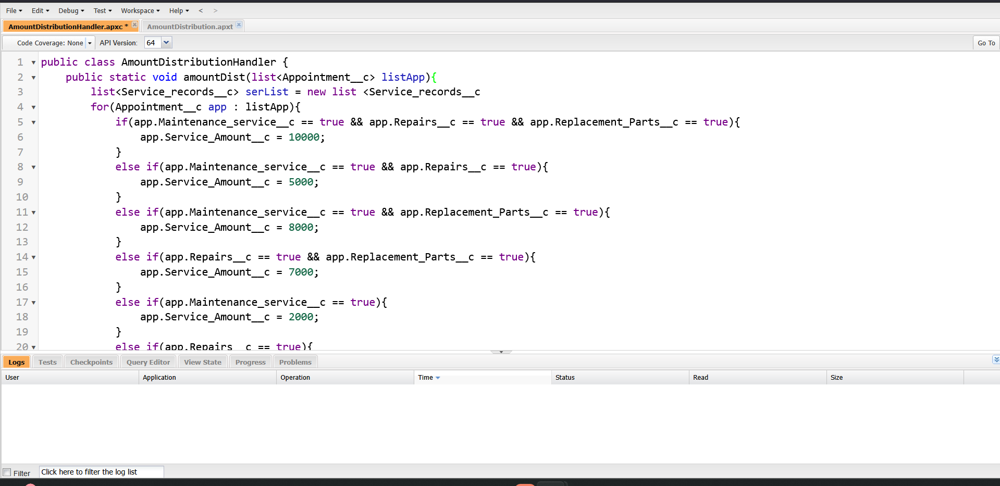 File Edit Debug Test Workspace Help < >
AmountDistributionHandler.apxc * AmountDistribution.apxt
Code Coverage: None API Version: 64 Go To
1 public class AmountDistributionHandler {
2 public static void amountDist(list<Appointment__c> listApp){
3 list<Service_records__c> serList = new list <Service_records__c
4 for(Appointment__c app : listApp){
5 if(app.Maintenance_service__c == true && app.Repairs__c == true && app.Replacement_Parts__c == true){
6 app.Service_Amount__c = 10000;
7 }
8 else if(app.Maintenance_service__c == true && app.Repairs__c == true){
9 app.Service_Amount__c = 5000;
10 }
11 else if(app.Maintenance_service__c == true && app.Replacement_Parts__c == true){
12 app.Service_Amount__c = 8000;
13 }
14 else if(app.Repairs__c == true && app.Replacement_Parts__c == true){
15 app.Service_Amount__c = 7000;
16 }
17 else if(app.Maintenance_service__c == true){
18 app.Service_Amount__c = 2000;
19 }
20 else if(app.Repairs__c == true){
Logs Tests Checkpoints Query Editor View State Progress Problems
User Application Operation Time Status Read Size
Filter Click here to filter the log list